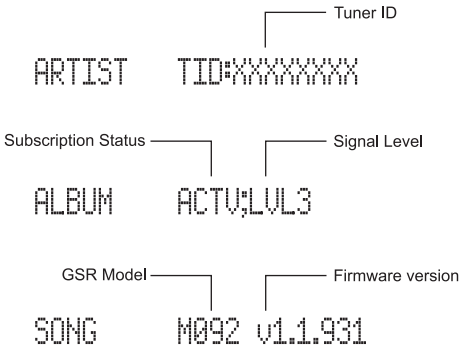 Tuner ID
ARTIST TID:XXXXXXXX
Subscription Status Signal Level
ALBUM ACTV;LVL3
GSR Model Firmware version
SONG M092 v1.1.931